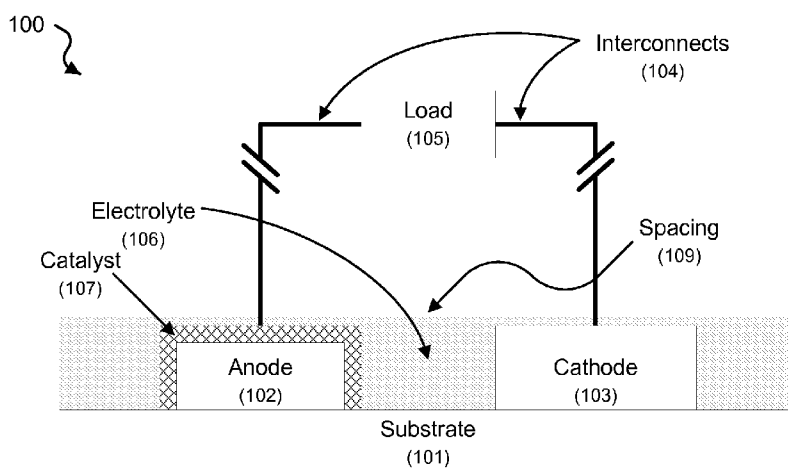 100
Interconnects
(104)
Load
(105)
Electrolyte
(106)
Spacing
(109)
Catalyst
(107)
Anode
(102)
Cathode
(103)
Substrate
(101)